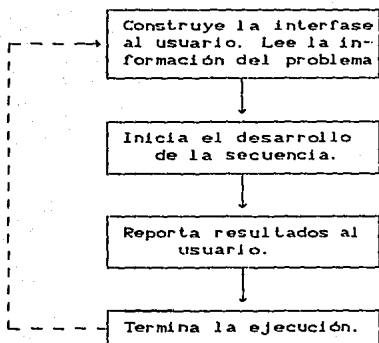 Construye la interfase
al usuario. Lee la in-
formación del problema
Inicia el desarrollo
de la secuencia.
Reporta resultados al
usuario.
Termina la ejecución.